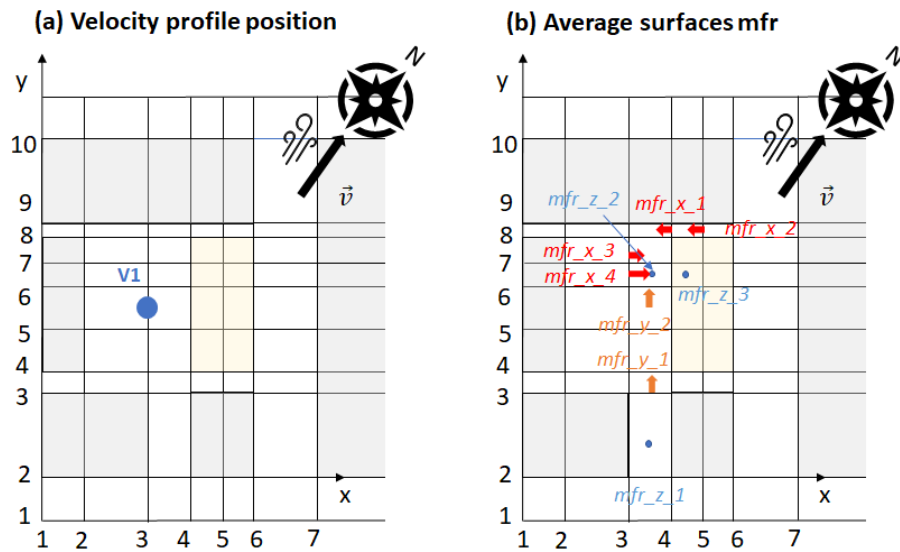 (a) Velocity profile position
(b) Average surfaces mfr
N
y
10
9
8
7
6
5
4
3
2
1
V1
v
x
1 2 3 4 5 6 7
N
y
10
9
8
7
6
5
4
3
2
1
mfr_z_2
mfr_x_1
mfr_x_2
mfr_x_3
mfr_x_4
mfr_z_3
mfr_y_2
mfr_y_1
mfr_z_1
v
x
1 2 3 4 5 6 7